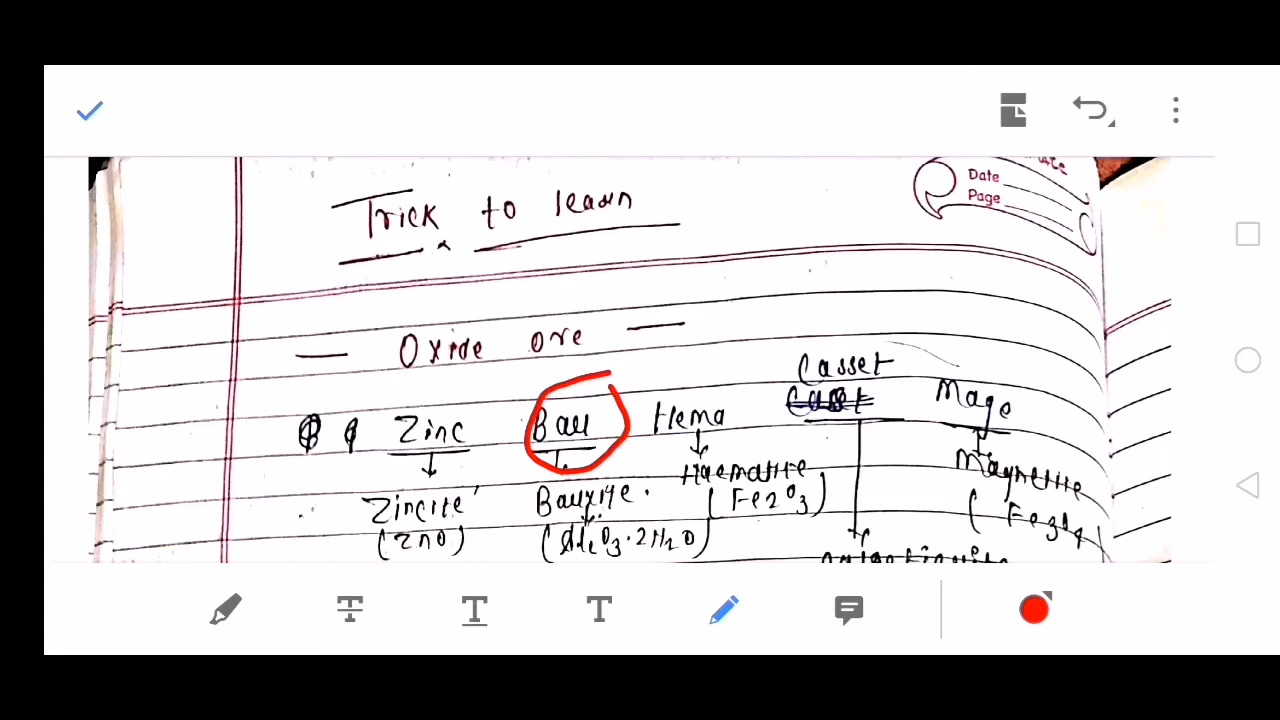 Date
Page
Trick to learn
Oxide ore
Casset
Zinc Bau Hema Mage
Zincite Bauxite. Haematite Magnetite
(ZnO) (Al2O3.2H2O) (Fe2O3) (Fe3O4)
T T T